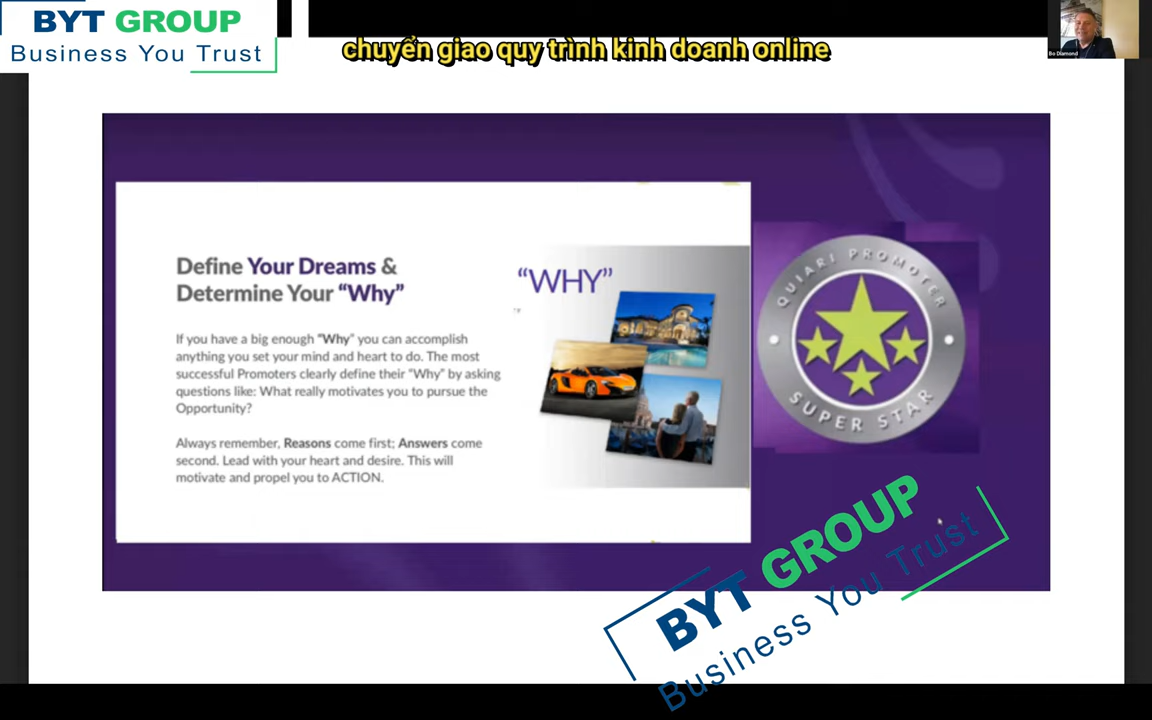 BYT GROUP
Business You Trust
chuyển giao quy trình kinh doanh online
Bo Diamond
Define Your Dreams &
Determine Your “Why”
“WHY”
If you have a big enough “Why” you can accomplish
anything you set your mind and heart to do. The most
successful Promoters clearly define their “Why” by asking
questions like: What really motivates you to pursue the
Opportunity?
Always remember, Reasons come first; Answers come
second. Lead with your heart and desire. This will
motivate and propel you to ACTION.
QUIARI PROMOTER
SUPER STAR
BYT GROUP
Business You Trust